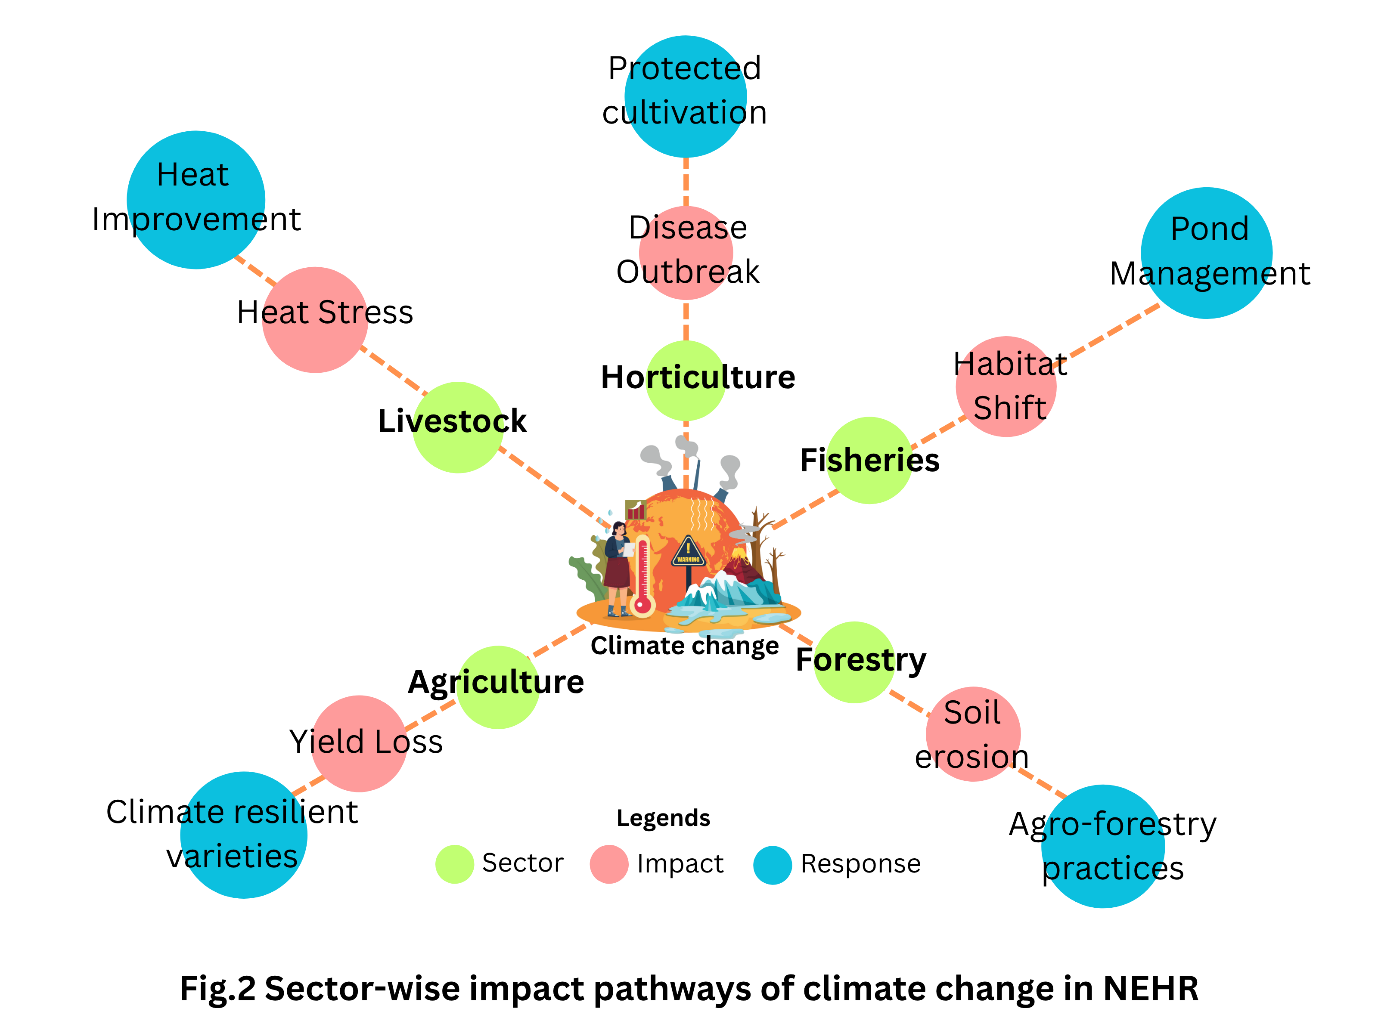 Protected
cultivation
Heat
Improvement
Disease
Outbreak
Pond
Management
Heat Stress
Habitat
Shift
Horticulture
Livestock
Fisheries
WARNING
Climate change
Forestry
Agriculture
Soil
erosion
Yield Loss
Climate resilient
varieties
Agro-forestry
practices
Legends
Sector
Impact
Response
Fig.2 Sector-wise impact pathways of climate change in NEHR